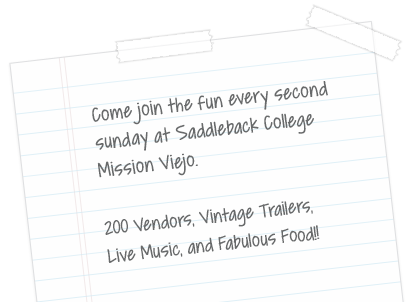 Come join the fun every second
sunday at Saddleback College
Mission Viejo.
200 Vendors, Vintage Trailers,
Live Music, and Fabulous Food!!